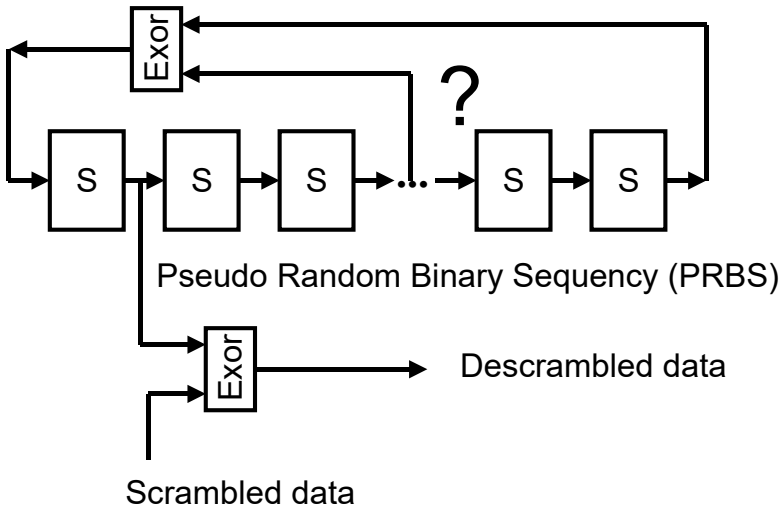 Exor
?
S S S ... S S
Pseudo Random Binary Sequency (PRBS)
Exor
Descrambled data
Scrambled data